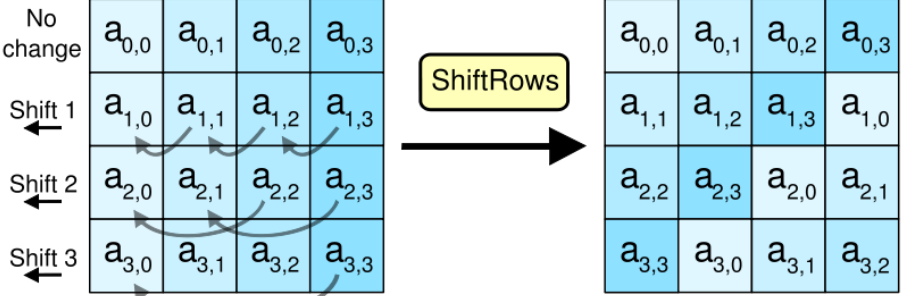 No
change
a0,0 a0,1 a0,2 a0,3
Shift 1
a1,0 a1,1 a1,2 a1,3
Shift 2
a2,0 a2,1 a2,2 a2,3
Shift 3
a3,0 a3,1 a3,2 a3,3
ShiftRows
a0,0 a0,1 a0,2 a0,3
a1,1 a1,2 a1,3 a1,0
a2,2 a2,3 a2,0 a2,1
a3,3 a3,0 a3,1 a3,2